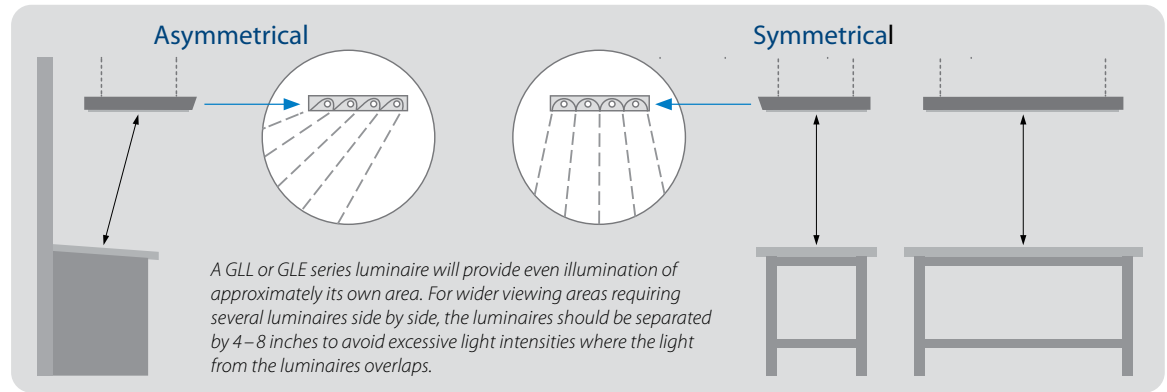 Asymmetrical
Symmetrical
A GLL or GLE series luminaire will provide even illumination of
approximately its own area. For wider viewing areas requiring
several luminaires side by side, the luminaires should be separated
by 4–8 inches to avoid excessive light intensities where the light
from the luminaires overlaps.